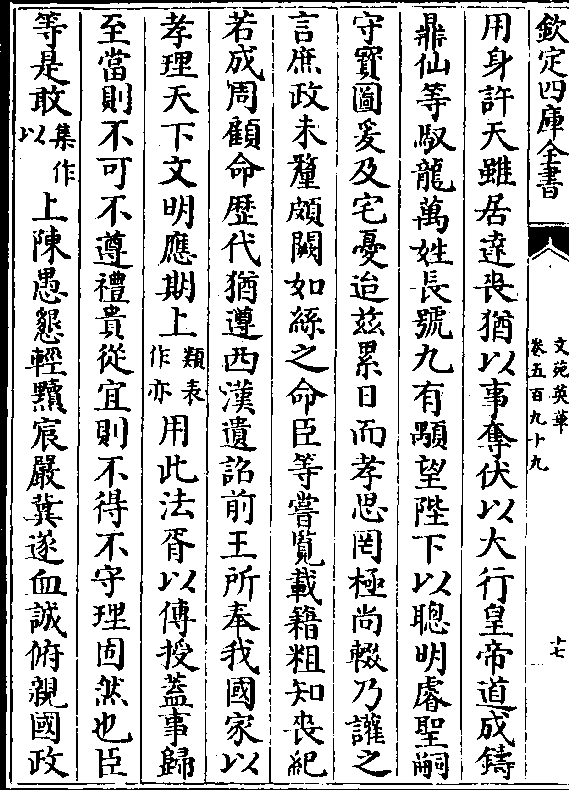 欽定四庫全書
文苑英華
卷五百九十九
十七
用身許天雖居達喪猶以事奪伏以大行皇帝道成鑄
鼎仙等馭龍萬姓長號九有顒望陛下以聰明睿聖嗣
守寳圖爰及宅憂迨兹累日而孝思罔極尚輟乃讙之
言庶政未釐頗闕如絲之命臣等嘗覽載籍粗知喪紀
若成周顧命歴代猶遵西漢遺詔前王所奉我國家以
孝理天下文明應期上類表作亦用此法胥以傳授蓋事歸
至當則不可不遵禮貴從宜則不得不守理固然也臣
等是敢集作以上陳愚懇輕黷宸嚴冀遂血誠俯親國政